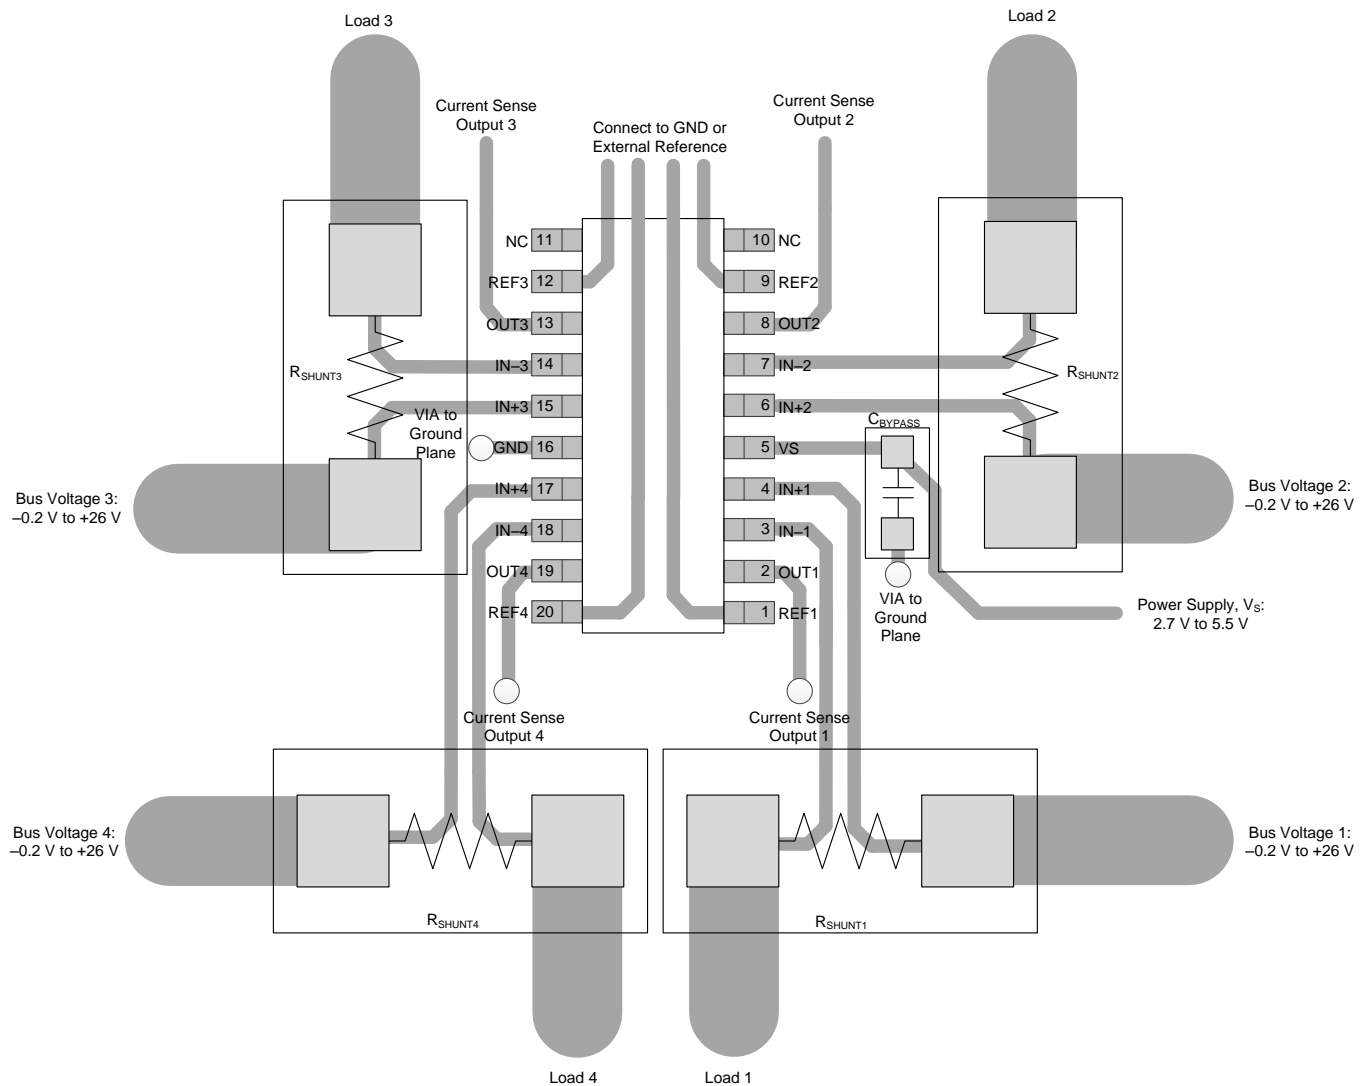 Load 3
Load 2
Current Sense
Output 3
Connect to GND or
External Reference
Current Sense
Output 2
NC 11
10 NC
REF3 12
9 REF2
OUT3 13
8 OUT2
IN–3 14
7 IN–2
IN+3 15
6 IN+2
GND 16
5 VS
IN+4 17
4 IN+1
IN–4 18
3 IN–1
OUT4 19
2 OUT1
REF4 20
1 REF1
RSHUNT3
RSHUNT2
VIA to
Ground
Plane
CBYPASS
Bus Voltage 3:
–0.2 V to +26 V
Bus Voltage 2:
–0.2 V to +26 V
VIA to
Ground
Plane
Power Supply, VS:
2.7 V to 5.5 V
Current Sense
Output 4
Current Sense
Output 1
Bus Voltage 4:
–0.2 V to +26 V
Bus Voltage 1:
–0.2 V to +26 V
RSHUNT4
RSHUNT1
Load 4
Load 1